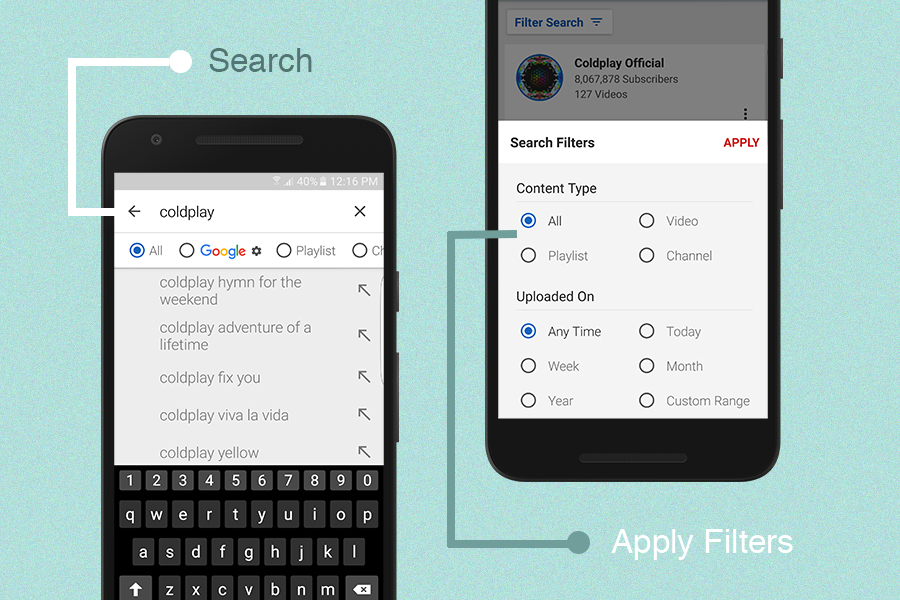 Search
40% 12:16 PM
coldplay
All Google Playlist Ch
coldplay hymn for the
weekend
coldplay adventure of a
lifetime
coldplay fix you
coldplay viva la vida
coldplay yellow
1 2 3 4 5 6 7 8 9 0
q w e r t y u i o p
a s d f g h j k l
z x c v b n m
Filter Search
Coldplay Official
8,067,878 Subscribers
127 Videos
Search Filters APPLY
Content Type
All Video
Playlist Channel
Uploaded On
Any Time Today
Week Month
Year Custom Range
Apply Filters